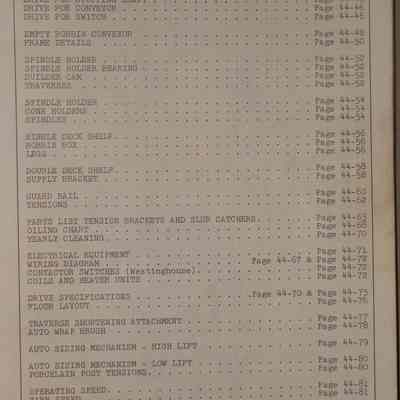 DRIVE FOR CONVEYOR . . . . . . . . . . . . . . . Page 44-46
DRIVE FOR SWITCH . . . . . . . . . . . . . . . . Page 44-46
EMPTY BOBBIN CONVEYOR . . . . . . . . . . . . . Page 44-48
FRAME DETAILS . . . . . . . . . . . . . . . . . Page 44-50
SPINDLE HOLDER . . . . . . . . . . . . . . . . . Page 44-52
SPINDLE HOLDER BEARING . . . . . . . . . . . . . Page 44-52
BUILDER CAM . . . . . . . . . . . . . . . . . . Page 44-52
TRAVERSES . . . . . . . . . . . . . . . . . . . Page 44-52
SPINDLE HOLDER . . . . . . . . . . . . . . . . . Page 44-54
CONE HOLDERS . . . . . . . . . . . . . . . . . . Page 44-54
SPINDLES . . . . . . . . . . . . . . . . . . . . Page 44-54
SINGLE DECK SHELF . . . . . . . . . . . . . . . Page 44-56
BOBBIN BOX . . . . . . . . . . . . . . . . . . . Page 44-56
LEGS . . . . . . . . . . . . . . . . . . . . . . Page 44-56
DOUBLE DECK SHELF . . . . . . . . . . . . . . . Page 44-58
SUPPLY BRACKET . . . . . . . . . . . . . . . . . Page 44-58
GUARD RAIL . . . . . . . . . . . . . . . . . . . Page 44-60
TENSIONS . . . . . . . . . . . . . . . . . . . . Page 44-62
PARTS LIST TENSION BRACKETS AND SLUB CATCHERS . . Page 44-63
OILING CHART . . . . . . . . . . . . . . . . . . Page 44-68
YEARLY CLEANING . . . . . . . . . . . . . . . . Page 44-70
ELECTRICAL EQUIPMENT . . . . . . . . . . . . . . Page 44-71
WIRING DIAGRAM . . . . . . . . . . Page 44-67 & Page 44-72
CONTACTOR SWITCHES (Westinghouse) . . . . . . . Page 44-72
COILS AND HEATER UNITS . . . . . . . . . . . . . Page 44-72
DRIVE SPECIFICATIONS . . . . . . . Page 44-70 & Page 44-75
FLOOR LAYOUT . . . . . . . . . . . . . . . . . . Page 44-76
TRAVERSE SHORTENING ATTACHMENT . . . . . . . . . Page 44-77
AUTO WRAP BRUSH . . . . . . . . . . . . . . . . Page 44-78
AUTO SIZING MECHANISM - HIGH LIFT . . . . . . . Page 44-79
AUTO SIZING MECHANISM - LOW LIFT . . . . . . . . Page 44-80
PORCELAIN POST TENSIONS . . . . . . . . . . . . Page 44-80
OPERATING SPEED . . . . . . . . . . . . . . . . Page 44-81